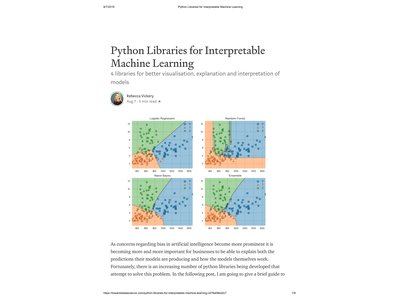 Python Libraries for Interpretable Machine Learning
Python Libraries for Interpretable
Machine Learning
4 libraries for better visualisation, explanation and interpretation of
models
Rebecca Vickery
Aug 7 · 5 min read
Logistic Regression
Random Forest
Naive Bayes
Ensemble
As concerns regarding bias in artificial intelligence become more prominent it is
becoming more and more important for businesses to be able to explain both the
predictions their models are producing and how the models themselves work.
Fortunately, there is an increasing number of python libraries being developed that
attempt to solve this problem. In the following post, I am going to give a brief guide to